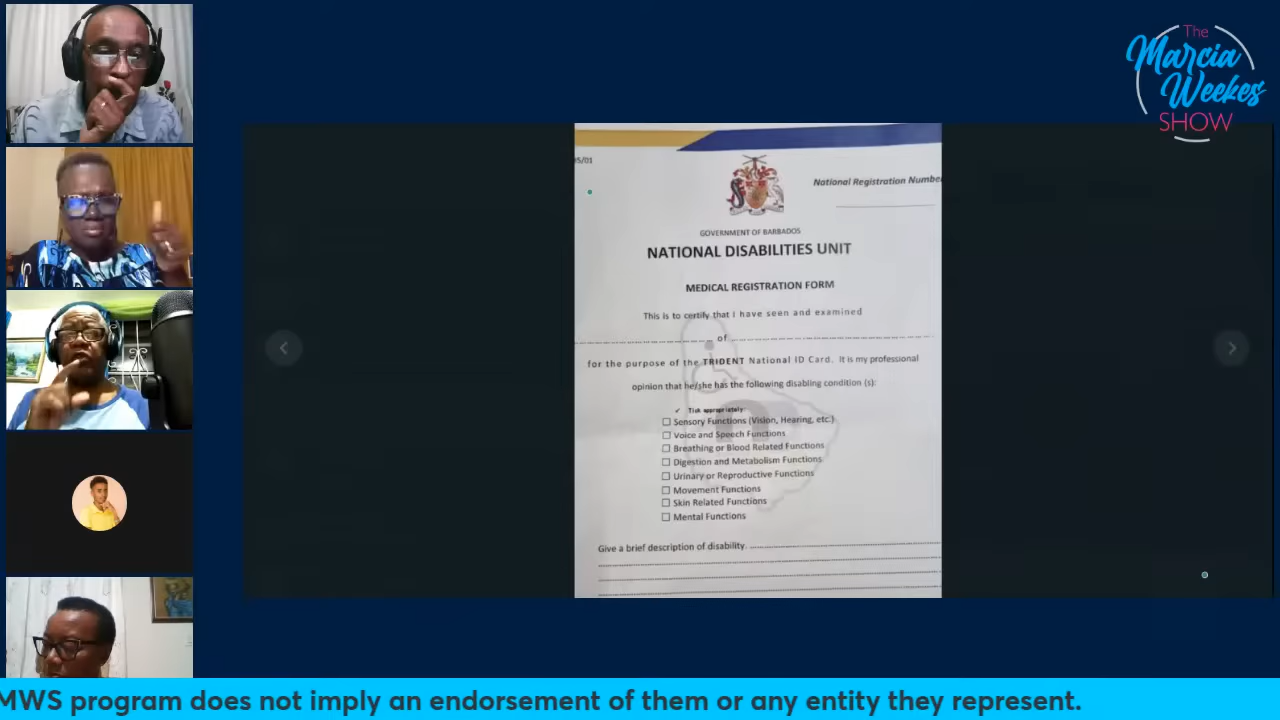 The
Marcia
Weekes
SHOW
05/01
National Registration Number
GOVERNMENT OF BARBADOS
NATIONAL DISABILITIES UNIT
MEDICAL REGISTRATION FORM
This is to certify that I have seen and examined
of
for the purpose of the TRIDENT National ID Card. It is my professional
opinion that he/she has the following disabling condition (s):
✓ Tick appropriately:
☐ Sensory Functions (Vision, Hearing, etc.)
☐ Voice and Speech Functions
☐ Breathing or Blood Related Functions
☐ Digestion and Metabolism Functions
☐ Urinary or Reproductive Functions
☐ Movement Functions
☐ Skin Related Functions
☐ Mental Functions
Give a brief description of disability.
MWS program does not imply an endorsement of them or any entity they represent.